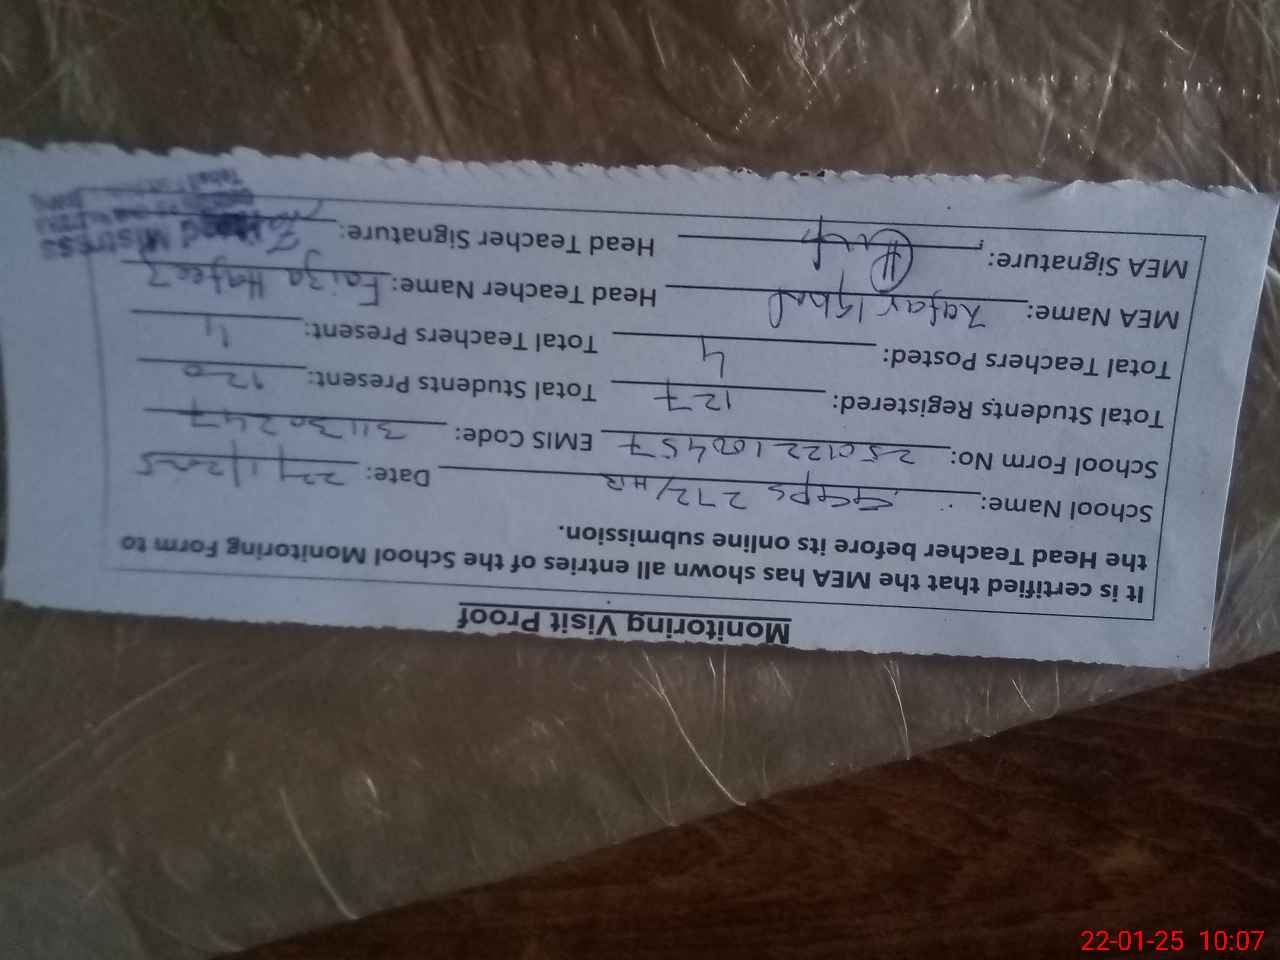 Monitoring Visit Proof
It is certified that the MEA has shown all entries of the School Monitoring Form to
the Head Teacher before its online submission.
School Name: GGPS 272/HR Date: 22/1/2025
School Form No: 250122100457 EMIS Code: 31130247
Total Students Registered: 127 Total Students Present: 120
Total Teachers Posted: 4 Total Teachers Present: 4
MEA Name: Zafar Iqbal Head Teacher Name: Faiza Hafeez
MEA Signature: Head Teacher Signature:
Head Mistress
22-01-25 10:07